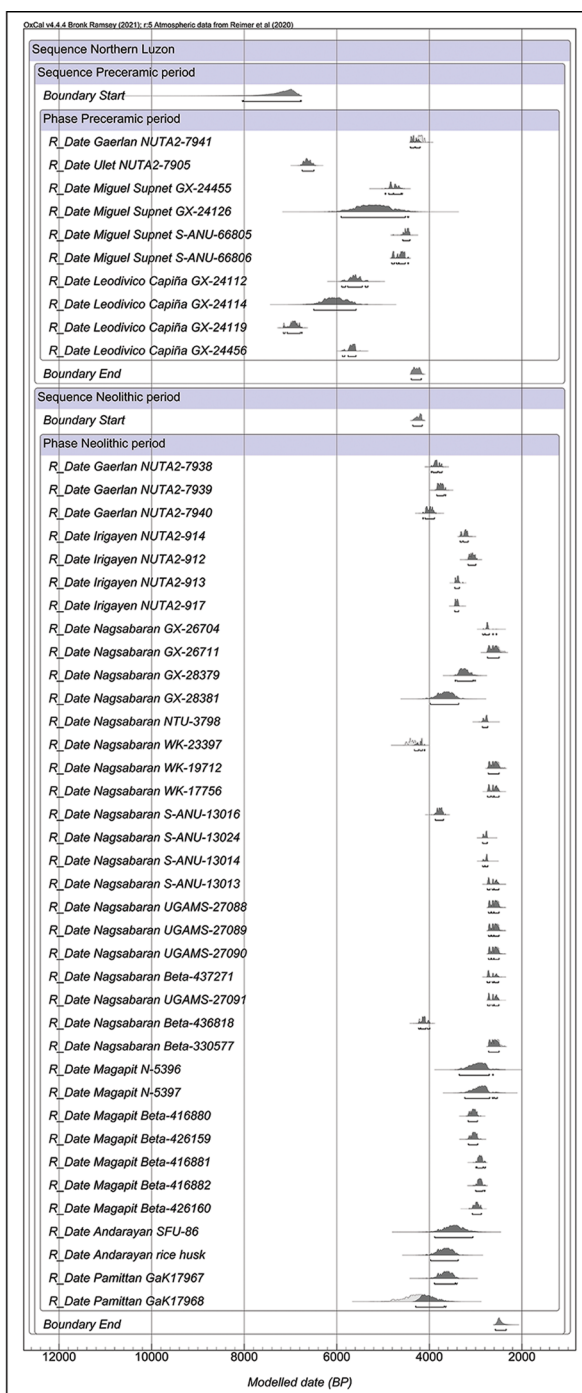 OxCal v4.4.4 Bronk Ramsey (2021); r:5 Atmospheric data from Reimer et al (2020)
Sequence Northern Luzon
Sequence Preceramic period
Boundary Start
Phase Preceramic period
R_Date Gaerlan NUTA2-7941
R_Date Ulet NUTA2-7905
R_Date Miguel Supnet GX-24455
R_Date Miguel Supnet GX-24126
R_Date Miguel Supnet S-ANU-66805
R_Date Miguel Supnet S-ANU-66806
R_Date Leodivico Capiña GX-24112
R_Date Leodivico Capiña GX-24114
R_Date Leodivico Capiña GX-24119
R_Date Leodivico Capiña GX-24456
Boundary End
Sequence Neolithic period
Boundary Start
Phase Neolithic period
R_Date Gaerlan NUTA2-7938
R_Date Gaerlan NUTA2-7939
R_Date Gaerlan NUTA2-7940
R_Date Irigayen NUTA2-914
R_Date Irigayen NUTA2-912
R_Date Irigayen NUTA2-913
R_Date Irigayen NUTA2-917
R_Date Nagsabaran GX-26704
R_Date Nagsabaran GX-26711
R_Date Nagsabaran GX-28379
R_Date Nagsabaran GX-28381
R_Date Nagsabaran NTU-3798
R_Date Nagsabaran WK-23397
R_Date Nagsabaran WK-19712
R_Date Nagsabaran WK-17756
R_Date Nagsabaran S-ANU-13016
R_Date Nagsabaran S-ANU-13024
R_Date Nagsabaran S-ANU-13014
R_Date Nagsabaran S-ANU-13013
R_Date Nagsabaran UGAMS-27088
R_Date Nagsabaran UGAMS-27089
R_Date Nagsabaran UGAMS-27090
R_Date Nagsabaran Beta-437271
R_Date Nagsabaran UGAMS-27091
R_Date Nagsabaran Beta-436818
R_Date Nagsabaran Beta-330577
R_Date Magapit N-5396
R_Date Magapit N-5397
R_Date Magapit Beta-416880
R_Date Magapit Beta-426159
R_Date Magapit Beta-416881
R_Date Magapit Beta-416882
R_Date Magapit Beta-426160
R_Date Andarayan SFU-86
R_Date Andarayan rice husk
R_Date Pamittan GaK17967
R_Date Pamittan GaK17968
Boundary End
12000 10000 8000 6000 4000 2000
Modelled date (BP)